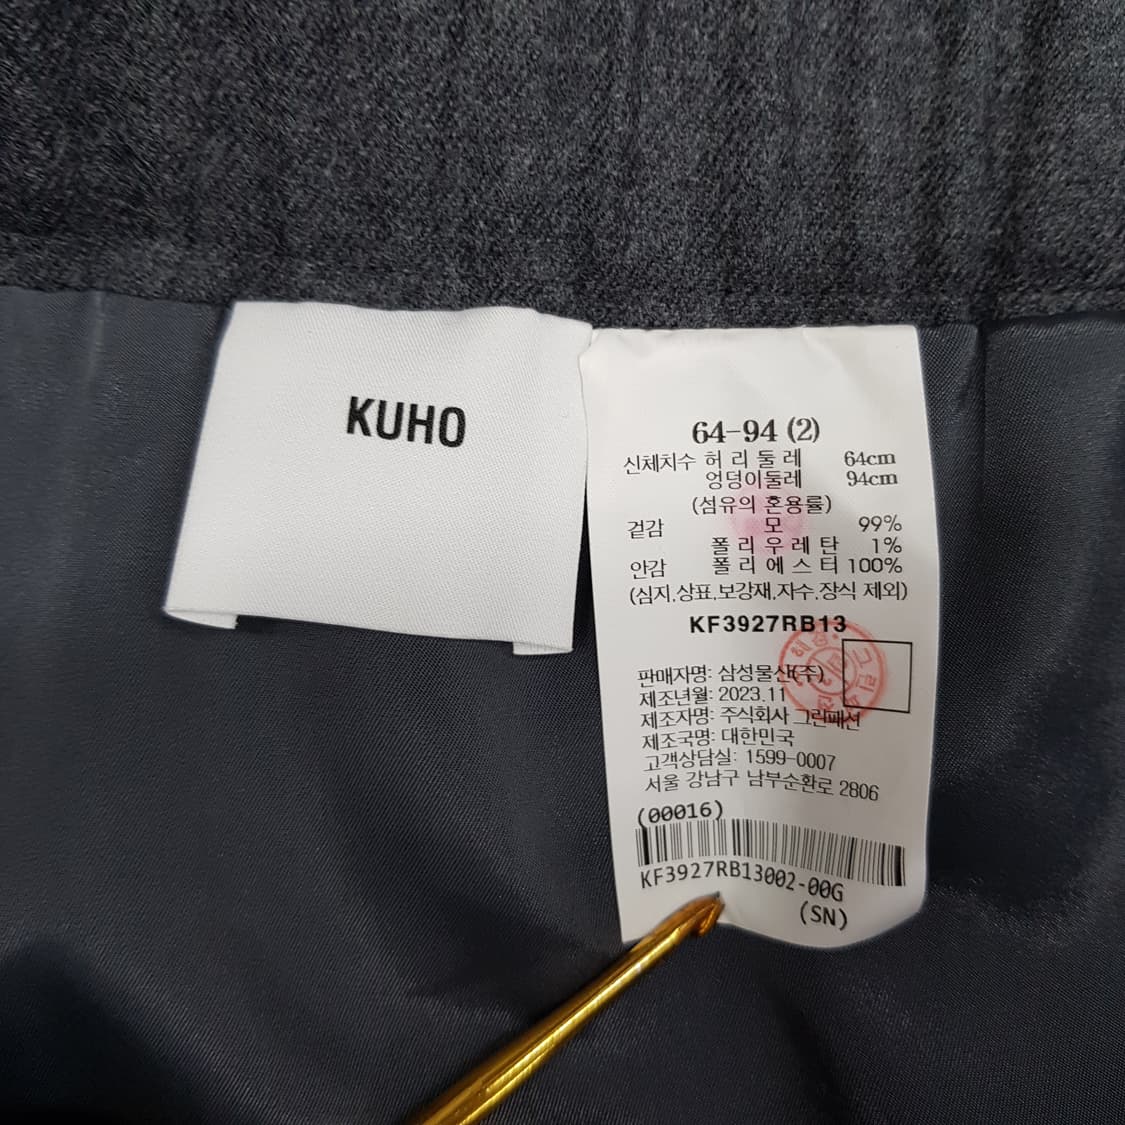 KUHO
64-94 (2)
신체치수 허리둘레 64cm
엉덩이둘레 94cm
(섬유의 혼용률)
겉감 모 99%
폴리우레탄 1%
안감 폴리에스터 100%
(심지,상표,보강재,자수,장식 제외)
KF3927RB13
판매자명: 삼성물산(주)
제조년월: 2023.11
제조자명: 주식회사 그린패션
제조국명: 대한민국
고객상담실: 1599-0007
서울 강남구 남부순환로 2806
(00016)
KF3927RB13002-00G
(SN)